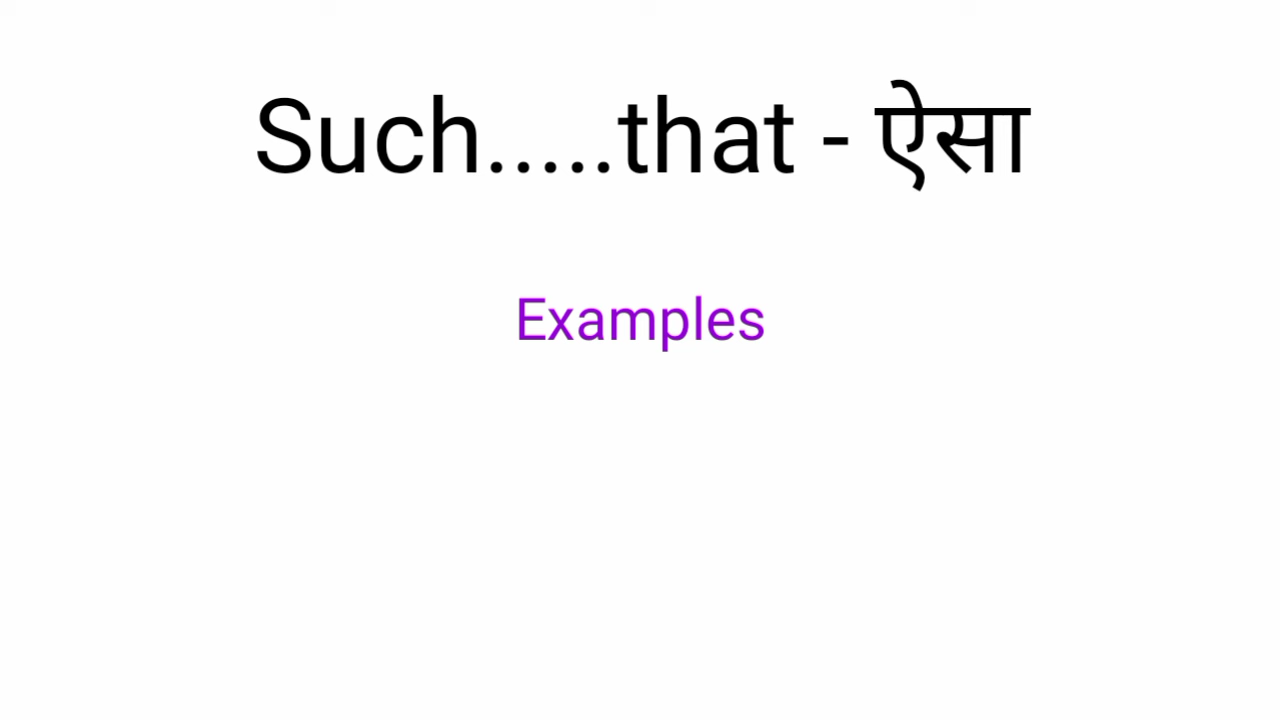 Such.....that - ऐसा
Examples